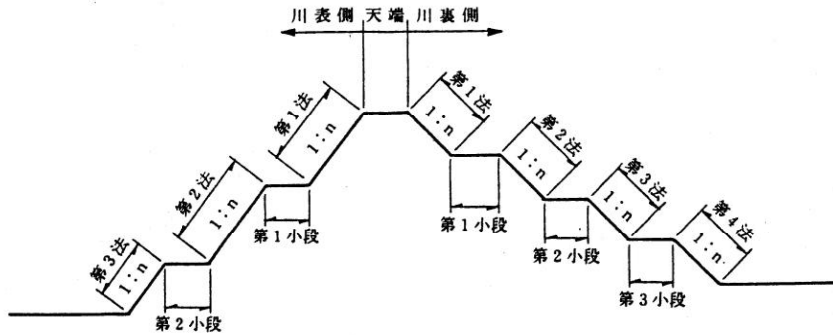 川表側 天端 川裏側
第1法
1:n
第2法
1:n
第3法
1:n
第1小段
第2小段
第1法
1:n
第2法
1:n
第3法
1:n
第4法
1:n
第1小段
第2小段
第3小段